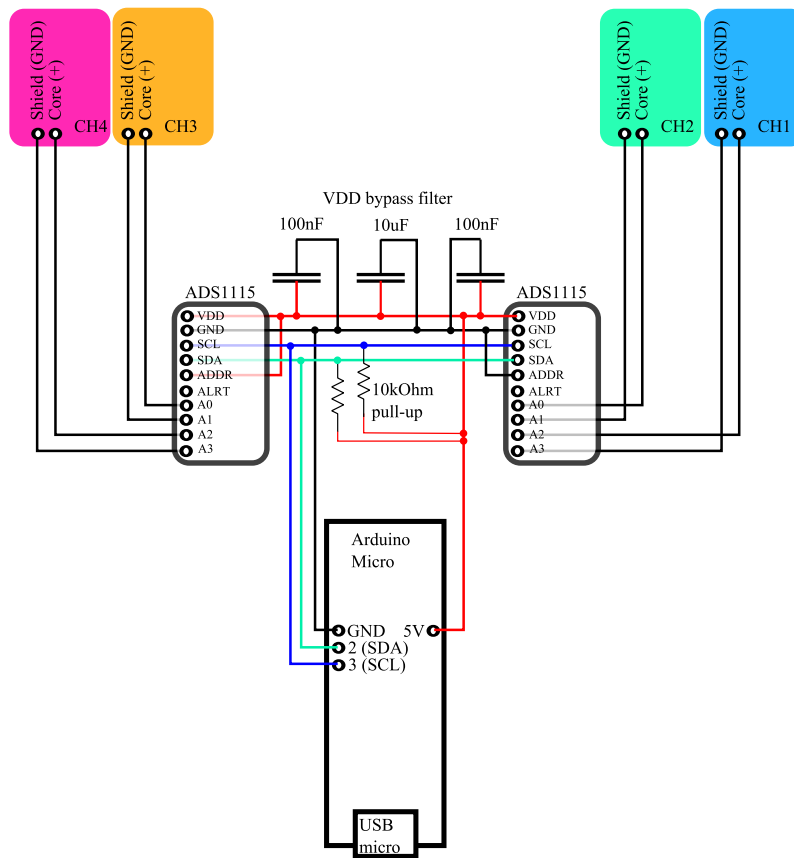 Shield (GND)
Core (+)
CH4
Shield (GND)
Core (+)
CH3
Shield (GND)
Core (+)
CH2
Shield (GND)
Core (+)
CH1
VDD bypass filter
100nF
10uF
100nF
ADS1115
VDD
GND
SCL
SDA
ADDR
ALRT
A0
A1
A2
A3
ADS1115
VDD
GND
SCL
SDA
ADDR
ALRT
A0
A1
A2
A3
10kOhm
pull-up
Arduino
Micro
GND
5V
2 (SDA)
3 (SCL)
USB
micro